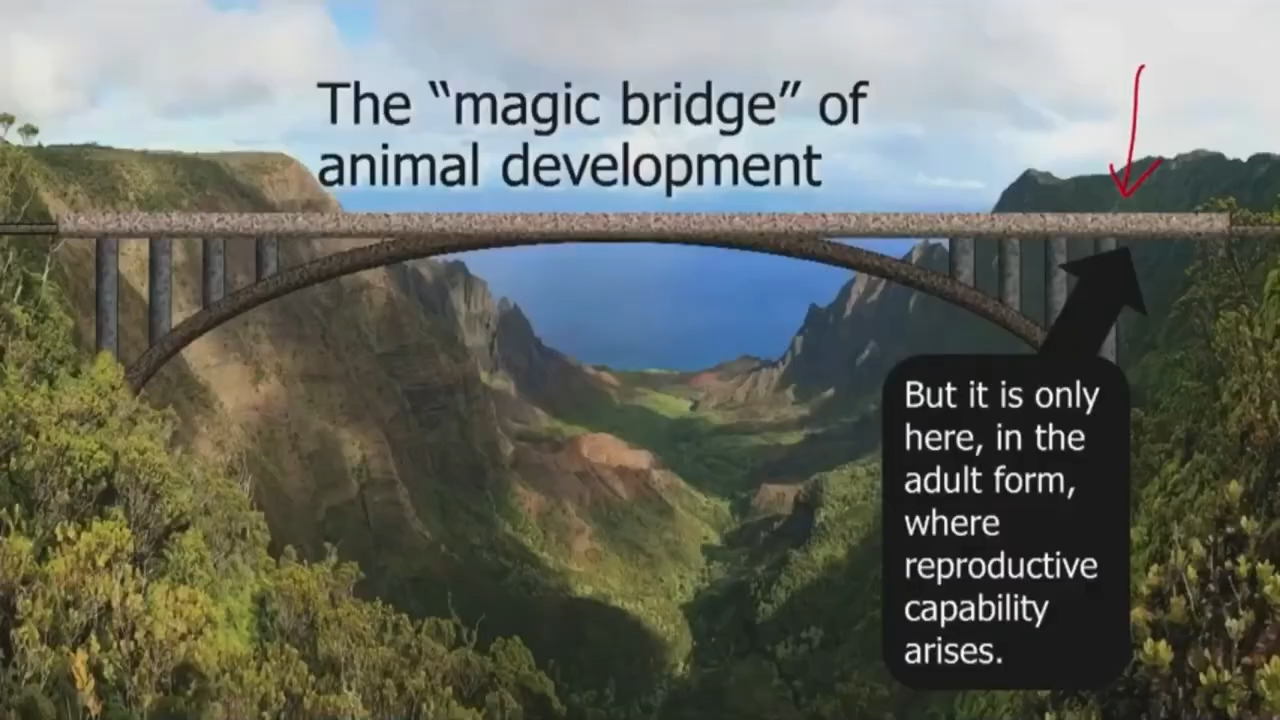 The “magic bridge” of
animal development
But it is only
here, in the
adult form,
where
reproductive
capability
arises.